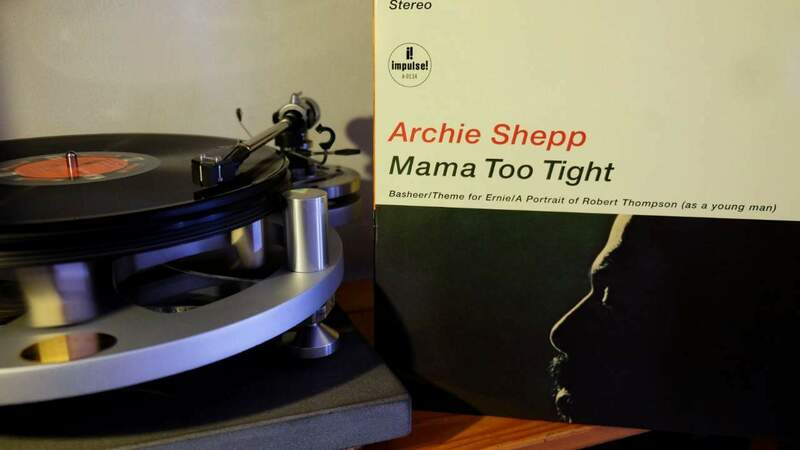 Stereo
i!
impulse!
A-9134
Archie Shepp
Mama Too Tight
Basheer/Theme for Ernie/A Portrait of Robert Thompson (as a young man)